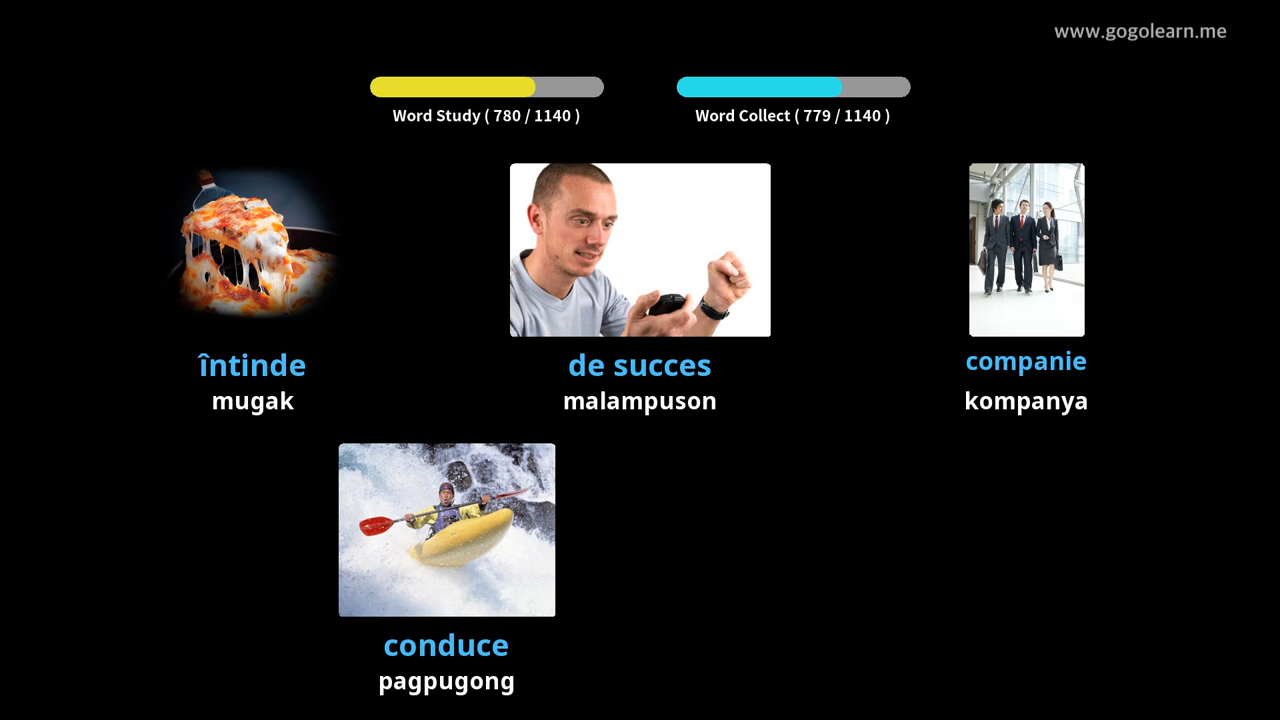 www.gogolearn.me
Word Study ( 780 / 1140 )
Word Collect ( 779 / 1140 )
întinde
mugak
de succes
malampuson
companie
kompanya
conduce
pagpugong